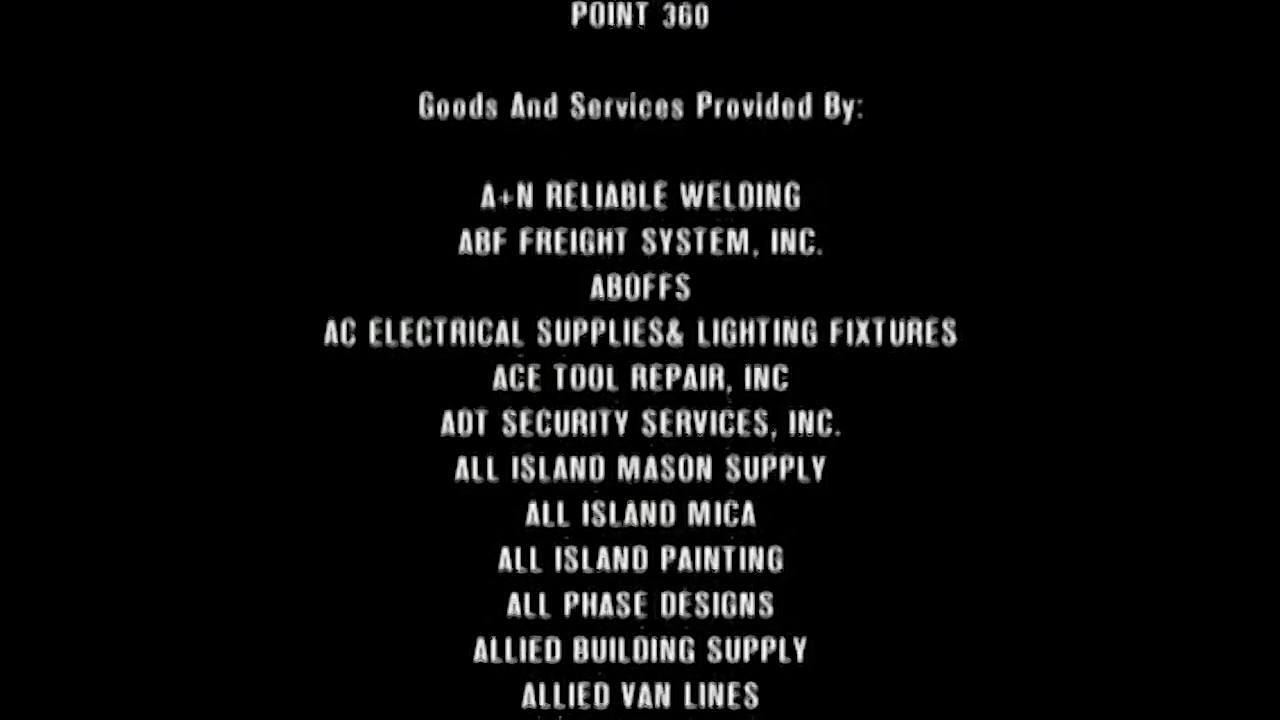 POINT 360
Goods And Services Provided By:
A+N RELIABLE WELDING
ABF FREIGHT SYSTEM, INC.
ABOFFS
AC ELECTRICAL SUPPLIES& LIGHTING FIXTURES
ACE TOOL REPAIR, INC
ADT SECURITY SERVICES, INC.
ALL ISLAND MASON SUPPLY
ALL ISLAND MICA
ALL ISLAND PAINTING
ALL PHASE DESIGNS
ALLIED BUILDING SUPPLY
ALLIED VAN LINES